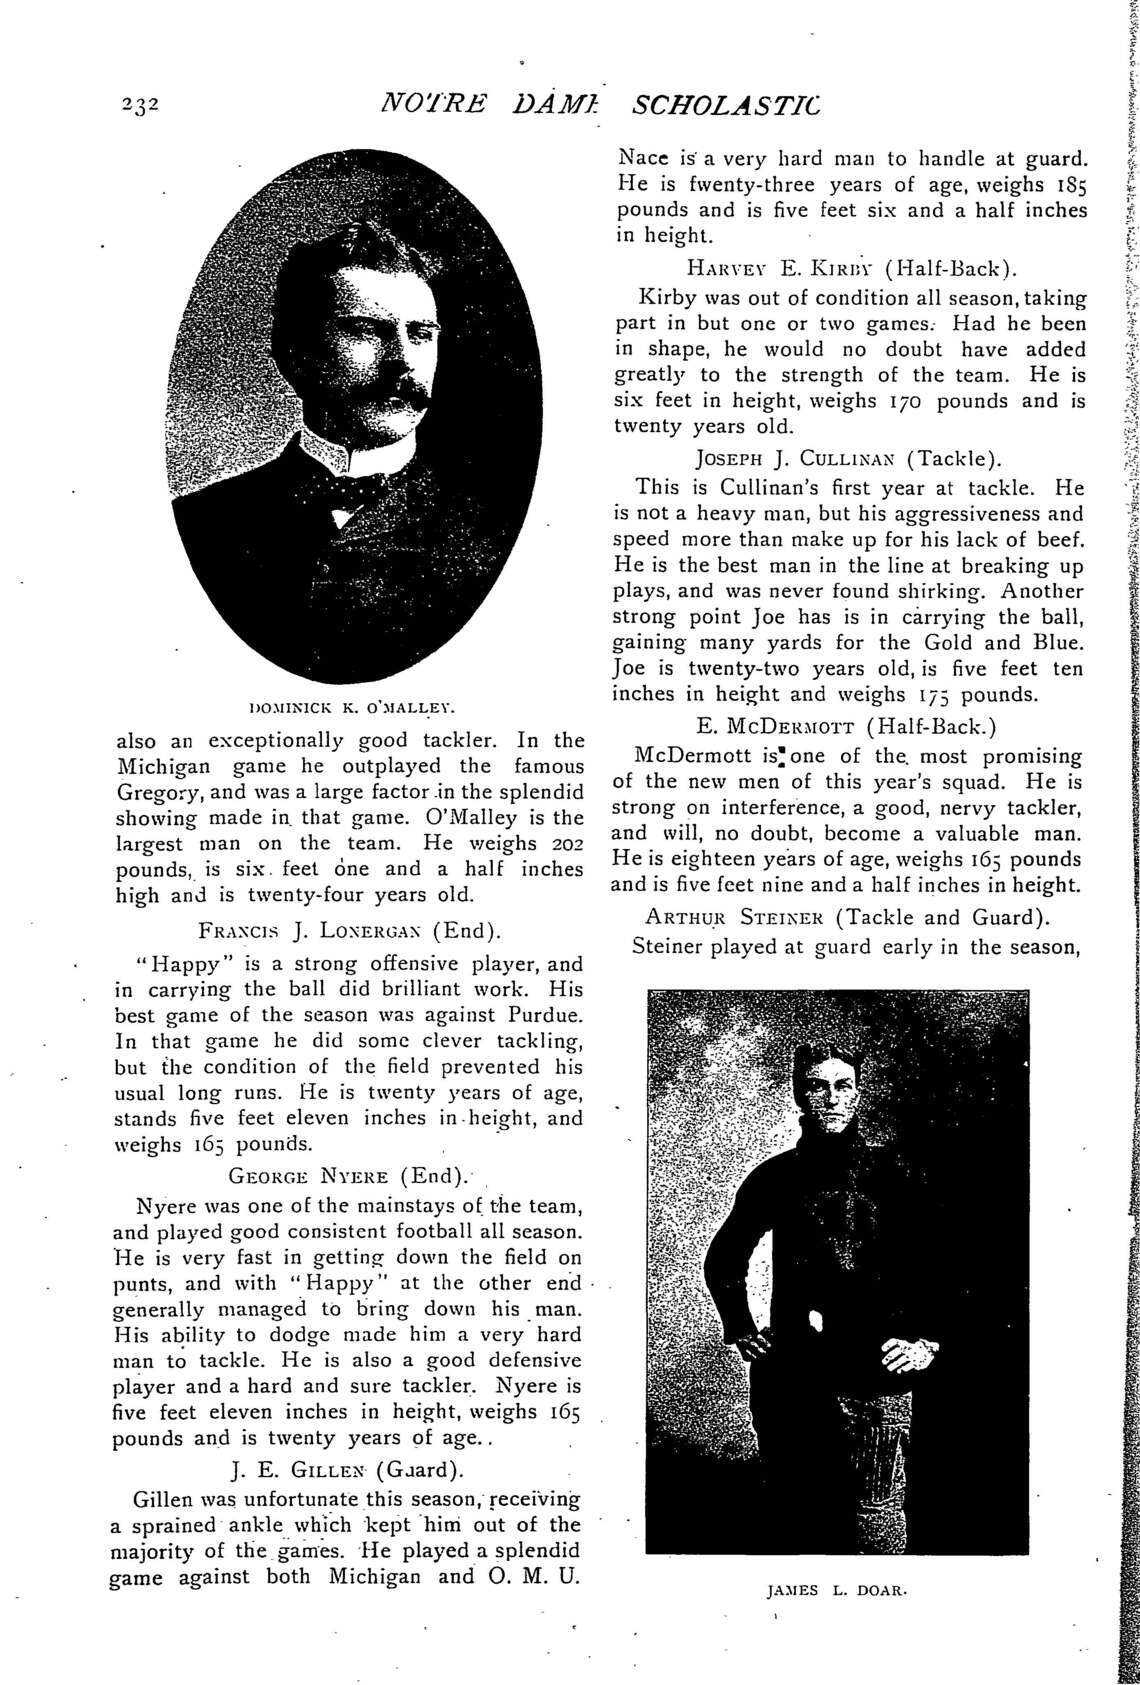 232
NOTRE DAME SCHOLASTIC
DOMINICK K. O'MALLEY.
also an exceptionally good tackler. In the
Michigan game he outplayed the famous
Gregory, and was a large factor in the splendid
showing made in that game. O'Malley is the
largest man on the team. He weighs 202
pounds, is six feet one and a half inches
high and is twenty-four years old.
FRANCIS J. LONERGAN (End).
"Happy" is a strong offensive player, and
in carrying the ball did brilliant work. His
best game of the season was against Purdue.
In that game he did some clever tackling,
but the condition of the field prevented his
usual long runs. He is twenty years of age,
stands five feet eleven inches in height, and
weighs 165 pounds.
GEORGE NYERE (End).
Nyere was one of the mainstays of the team,
and played good consistent football all season.
He is very fast in getting down the field on
punts, and with "Happy" at the other end
generally managed to bring down his man.
His ability to dodge made him a very hard
man to tackle. He is also a good defensive
player and a hard and sure tackler. Nyere is
five feet eleven inches in height, weighs 165
pounds and is twenty years of age.
J. E. GILLEN (Guard).
Gillen was unfortunate this season, receiving
a sprained ankle which kept him out of the
majority of the games. He played a splendid
game against both Michigan and O. M. U.
Nace is a very hard man to handle at guard.
He is fwenty-three years of age, weighs 185
pounds and is five feet six and a half inches
in height.
HARVEY E. KIRBY (Half-Back).
Kirby was out of condition all season, taking
part in but one or two games. Had he been
in shape, he would no doubt have added
greatly to the strength of the team. He is
six feet in height, weighs 170 pounds and is
twenty years old.
JOSEPH J. CULLINAN (Tackle).
This is Cullinan's first year at tackle. He
is not a heavy man, but his aggressiveness and
speed more than make up for his lack of beef.
He is the best man in the line at breaking up
plays, and was never found shirking. Another
strong point Joe has is in carrying the ball,
gaining many yards for the Gold and Blue.
Joe is twenty-two years old, is five feet ten
inches in height and weighs 175 pounds.
E. MCDERMOTT (Half-Back.)
McDermott is one of the most promising
of the new men of this year's squad. He is
strong on interference, a good, nervy tackler,
and will, no doubt, become a valuable man.
He is eighteen years of age, weighs 165 pounds
and is five feet nine and a half inches in height.
ARTHUR STEINER (Tackle and Guard).
Steiner played at guard early in the season,
JAMES L. DOAR.